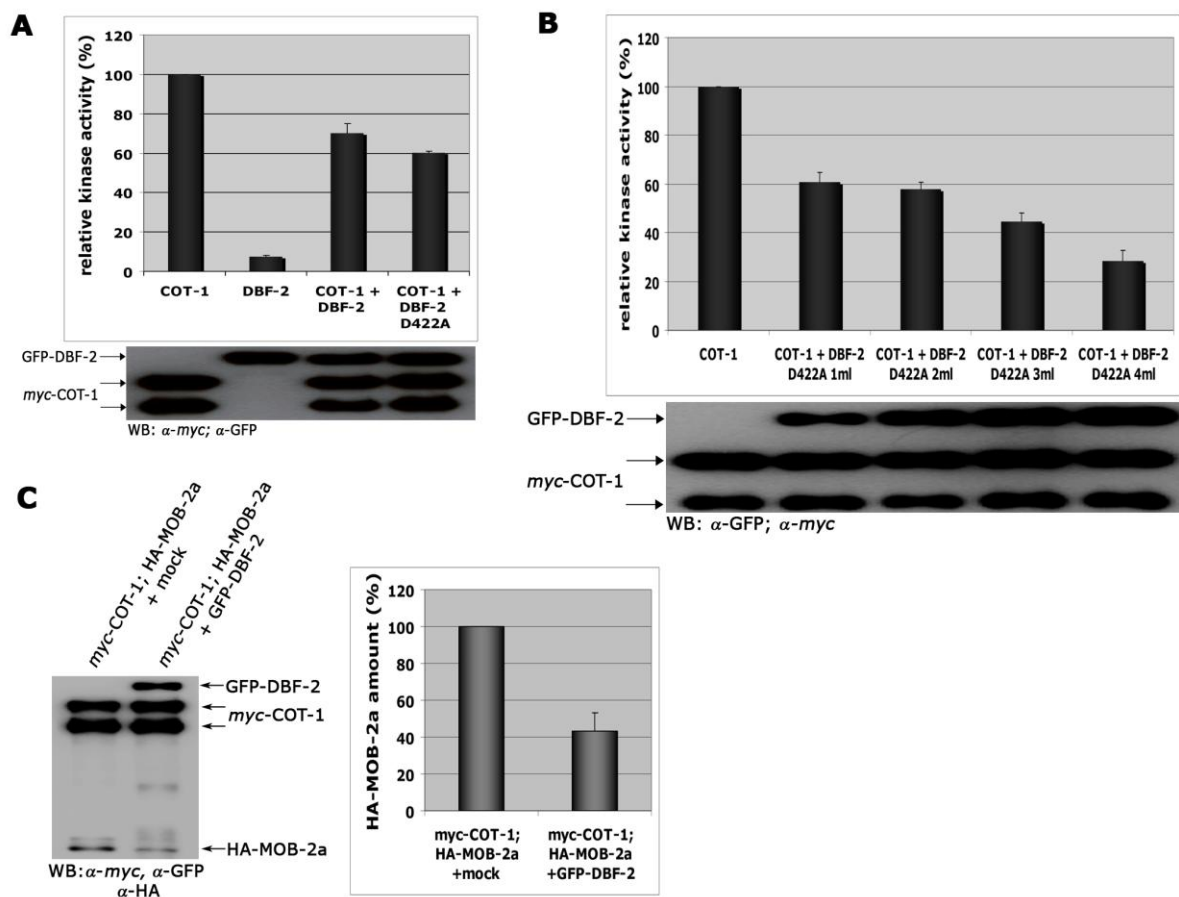 A
relative kinase activity (%)
120
100
80
60
40
20
0
COT-1
DBF-2
COT-1 +
DBF-2
COT-1 +
DBF-2
D422A
GFP-DBF-2
myc-COT-1
WB: α-myc; α-GFP
B
relative kinase activity (%)
120
100
80
60
40
20
0
COT-1
COT-1 + DBF-2
D422A 1ml
COT-1 + DBF-2
D422A 2ml
COT-1 + DBF-2
D422A 3ml
COT-1 + DBF-2
D422A 4ml
GFP-DBF-2
myc-COT-1
WB: α-GFP; α-myc
C
myc-COT-1; HA-MOB-2a
+ mock
myc-COT-1; HA-MOB-2a
+ GFP-DBF-2
GFP-DBF-2
myc-COT-1
HA-MOB-2a
WB:α-myc, α-GFP
α-HA
HA-MOB-2a amount (%)
120
100
80
60
40
20
0
myc-COT-1;
HA-MOB-2a
+mock
myc-COT-1;
HA-MOB-2a
+GFP-DBF-2